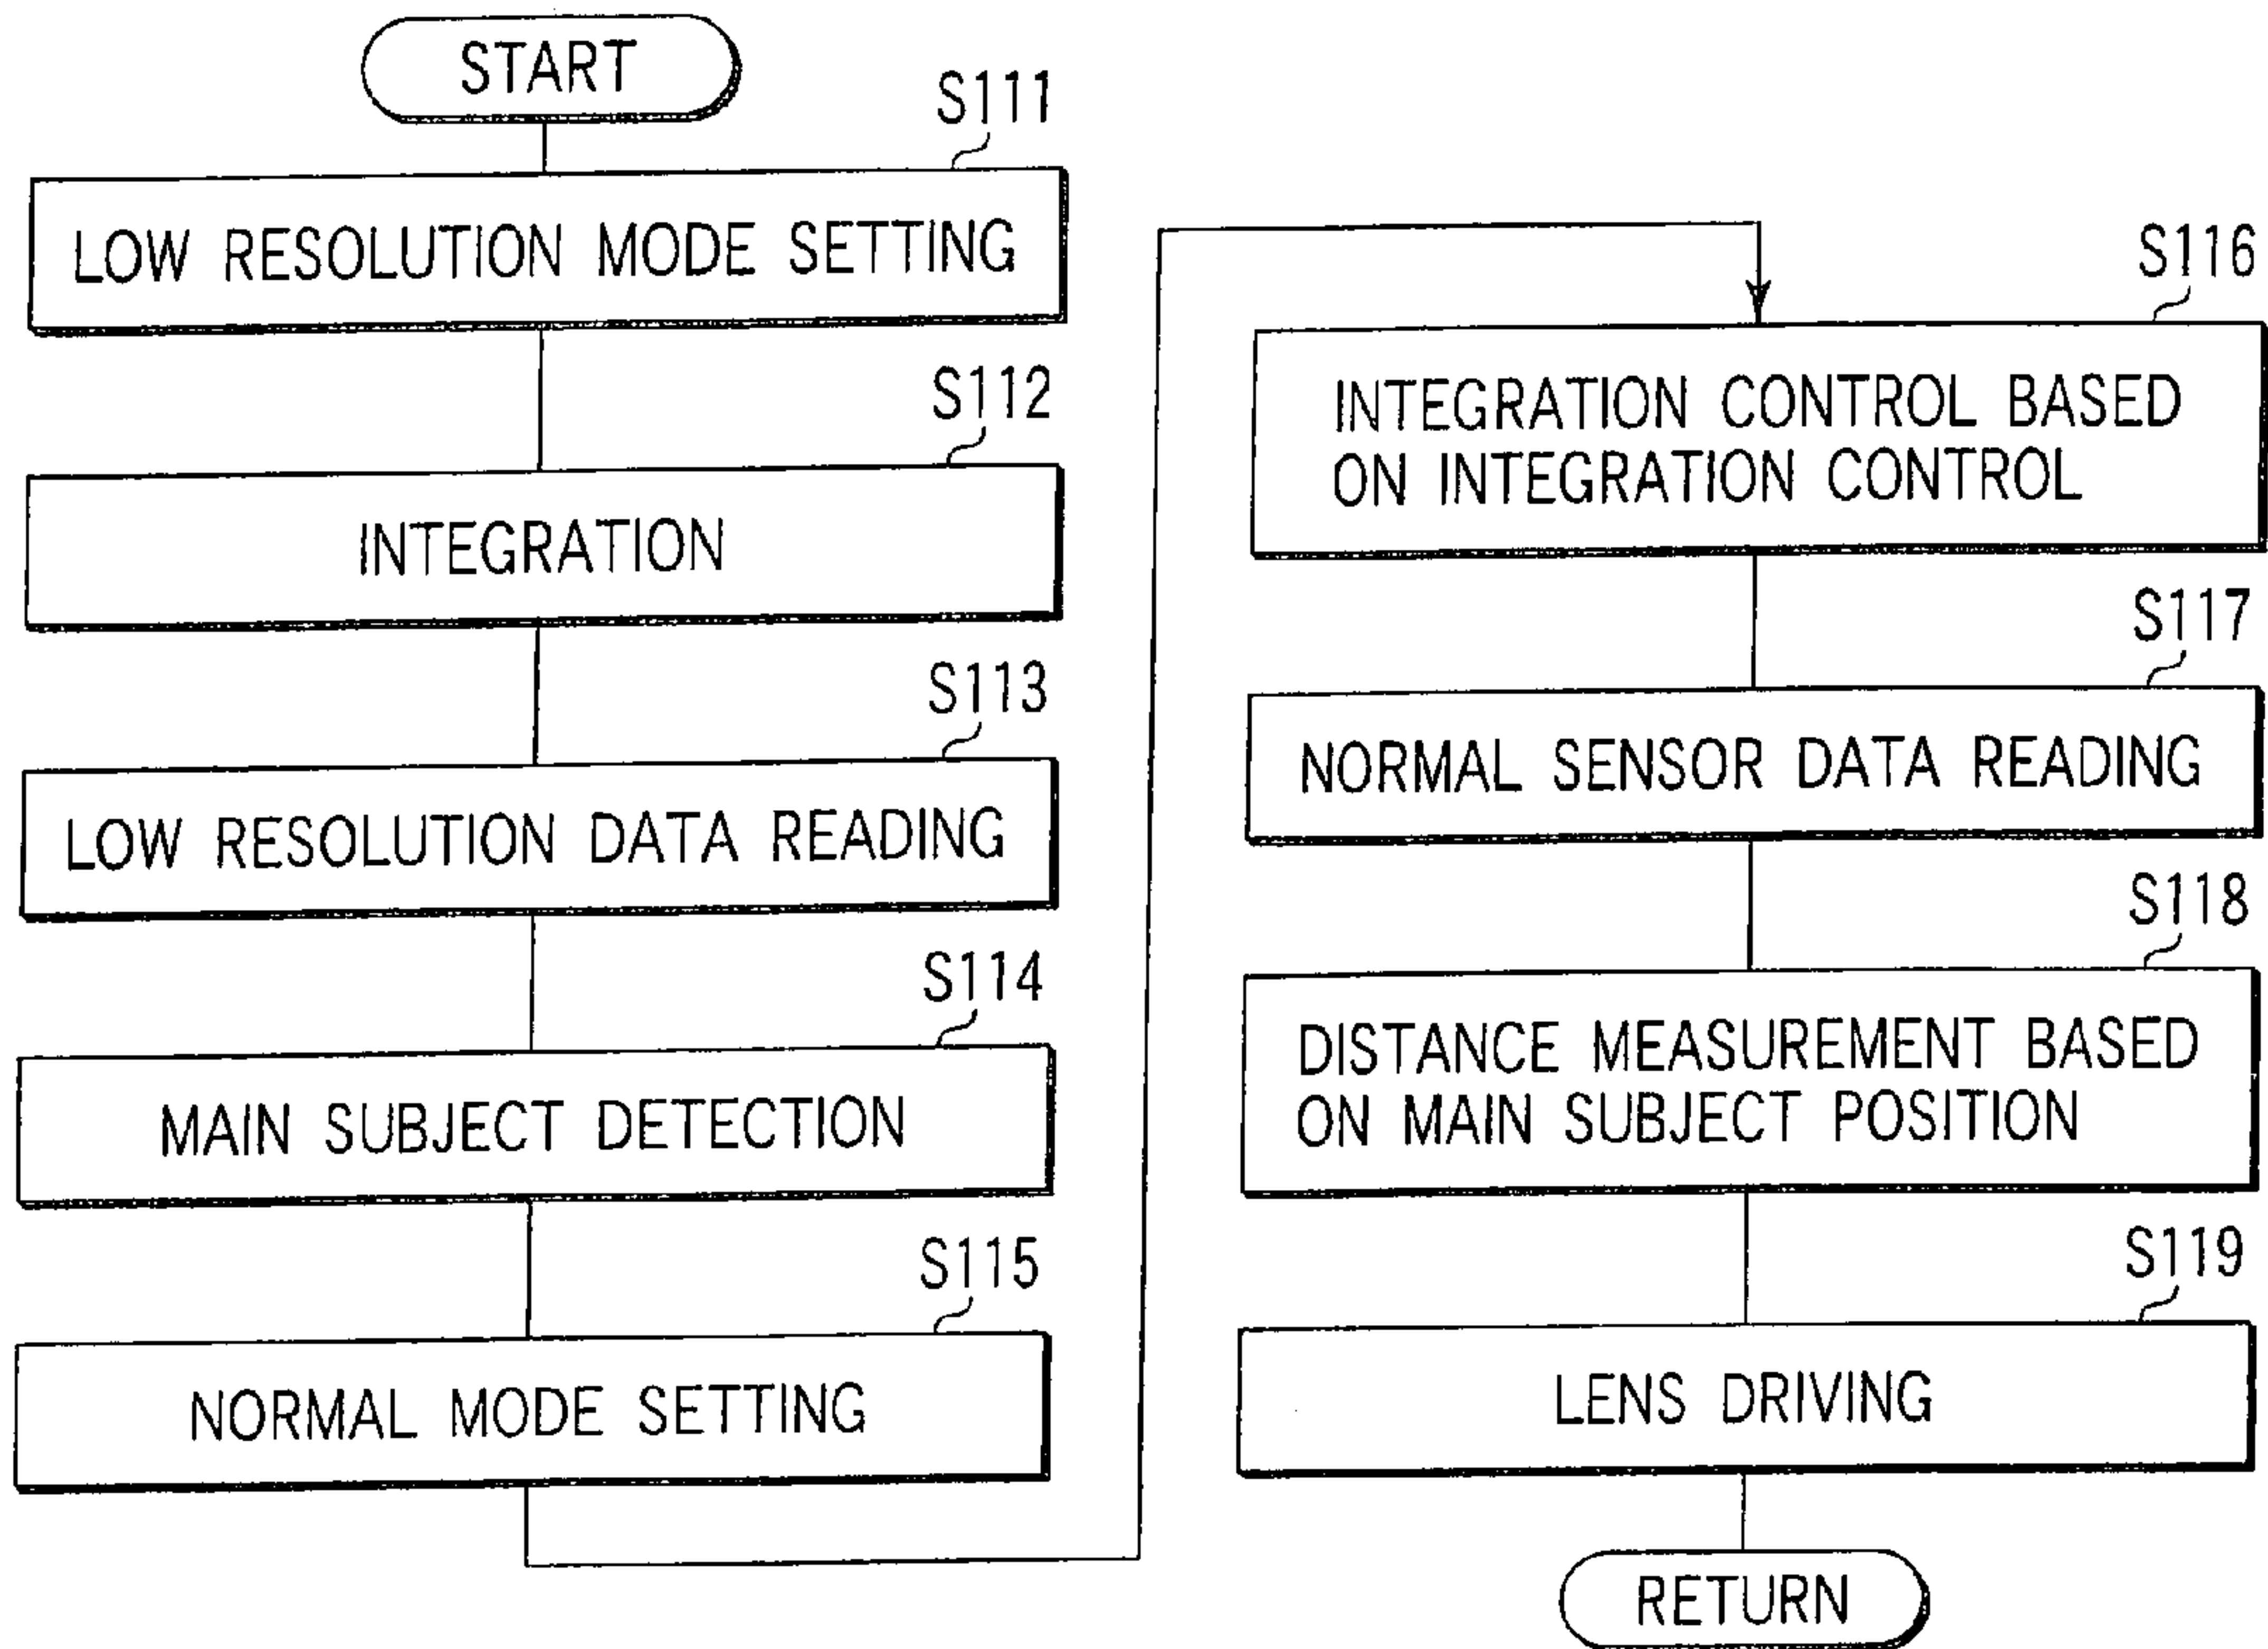 START
S111
LOW RESOLUTION MODE SETTING
S112
INTEGRATION
S113
LOW RESOLUTION DATA READING
S114
MAIN SUBJECT DETECTION
S115
NORMAL MODE SETTING
S116
INTEGRATION CONTROL BASED
ON INTEGRATION CONTROL
S117
NORMAL SENSOR DATA READING
S118
DISTANCE MEASUREMENT BASED
ON MAIN SUBJECT POSITION
S119
LENS DRIVING
RETURN